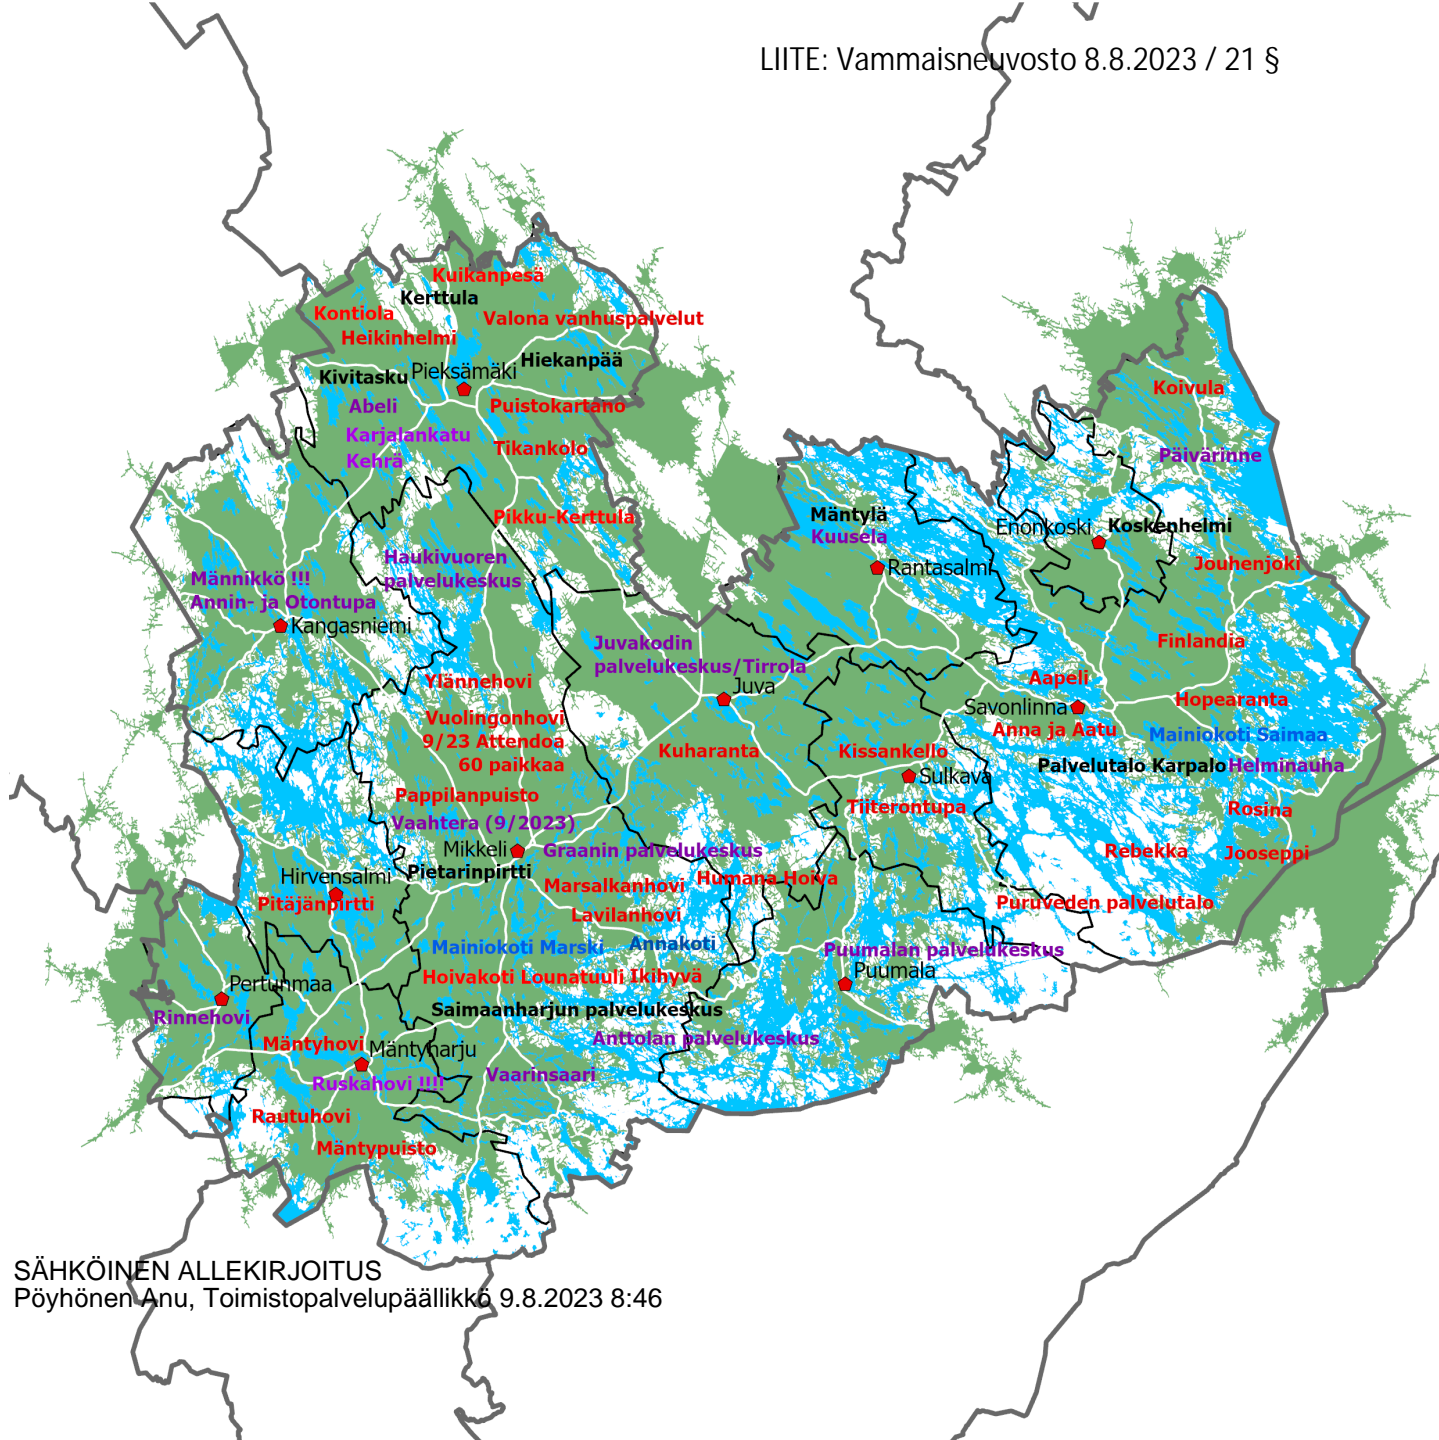 LIITE: Vammaisneuvosto 8.8.2023 / 21 §
Kuikanpesä
Kerttula
Kontiola
Valona vanhuspalvelut
Heikinhelmi
Hiekanpää
Pieksämäki
Kivitasku
Abeli
Puistokartano
Karjalankatu
Tikankolo
Kehrä
Pikku-Kerttula
Koivula
Päivärinne
Mäntylä
Kuusela
Enonkoski
Koskenhelmi
Rantasalmi
Jouhenjoki
Haukivuoren
palvelukeskus
Männikkö !!!
Annin- ja Otontupa
Kangasniemi
Juvakodin
palvelukeskus/Tirrola
Juva
Finlandia
Ylännehovi
Aapeli
Hopearanta
Savonlinna
Vuolingonhovi
9/23 Attendoa
60 paikkaa
Anna ja Aatu
Mainiokoti Saimaa
Kuharanta
Kissankello
Palvelutalo Karpalo
Helminauha
Sulkava
Pappilanpuisto
Tiiterontupa
Rosina
Vaahtera (9/2023)
Mikkeli
Graanin palvelukeskus
Rebekka
Jooseppi
Hirvensalmi
Pietarinpirtti
Marsalkanhovi
Humana Hoiva
Pitäjänpirtti
Puruveden palvelutalo
Lavilanhovi
Mainiokoti Marski
Annakoti
Puumalan palvelukeskus
Puumala
Hoivakoti Lounatuuli Ikihyvä
Pertunmaa
Rinnehovi
Saimaanharjun palvelukeskus
Anttolan palvelukeskus
Mäntyhovi
Mäntyharju
Ruskahovi !!!!
Vaarinsaari
Rautuhovi
Mäntypuisto
SÄHKÖINEN ALLEKIRJOITUS
Pöyhönen Anu, Toimistopalvelupäällikkö 9.8.2023 8:46